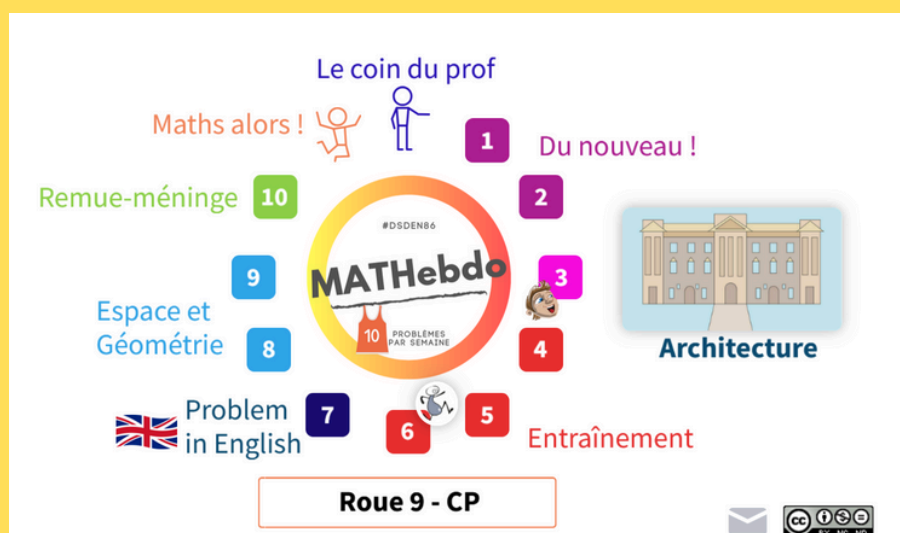 Le coin du prof
Maths alors !
1
Du nouveau !
Remue-méninge
10
2
#DSDEN86
MATHebdo
10
PROBLÈMES
PAR SEMAINE
9
3
Espace et
Géométrie
8
4
Architecture
Problem
in English
7
6
5
Entraînement
Roue 9 - CP
cc